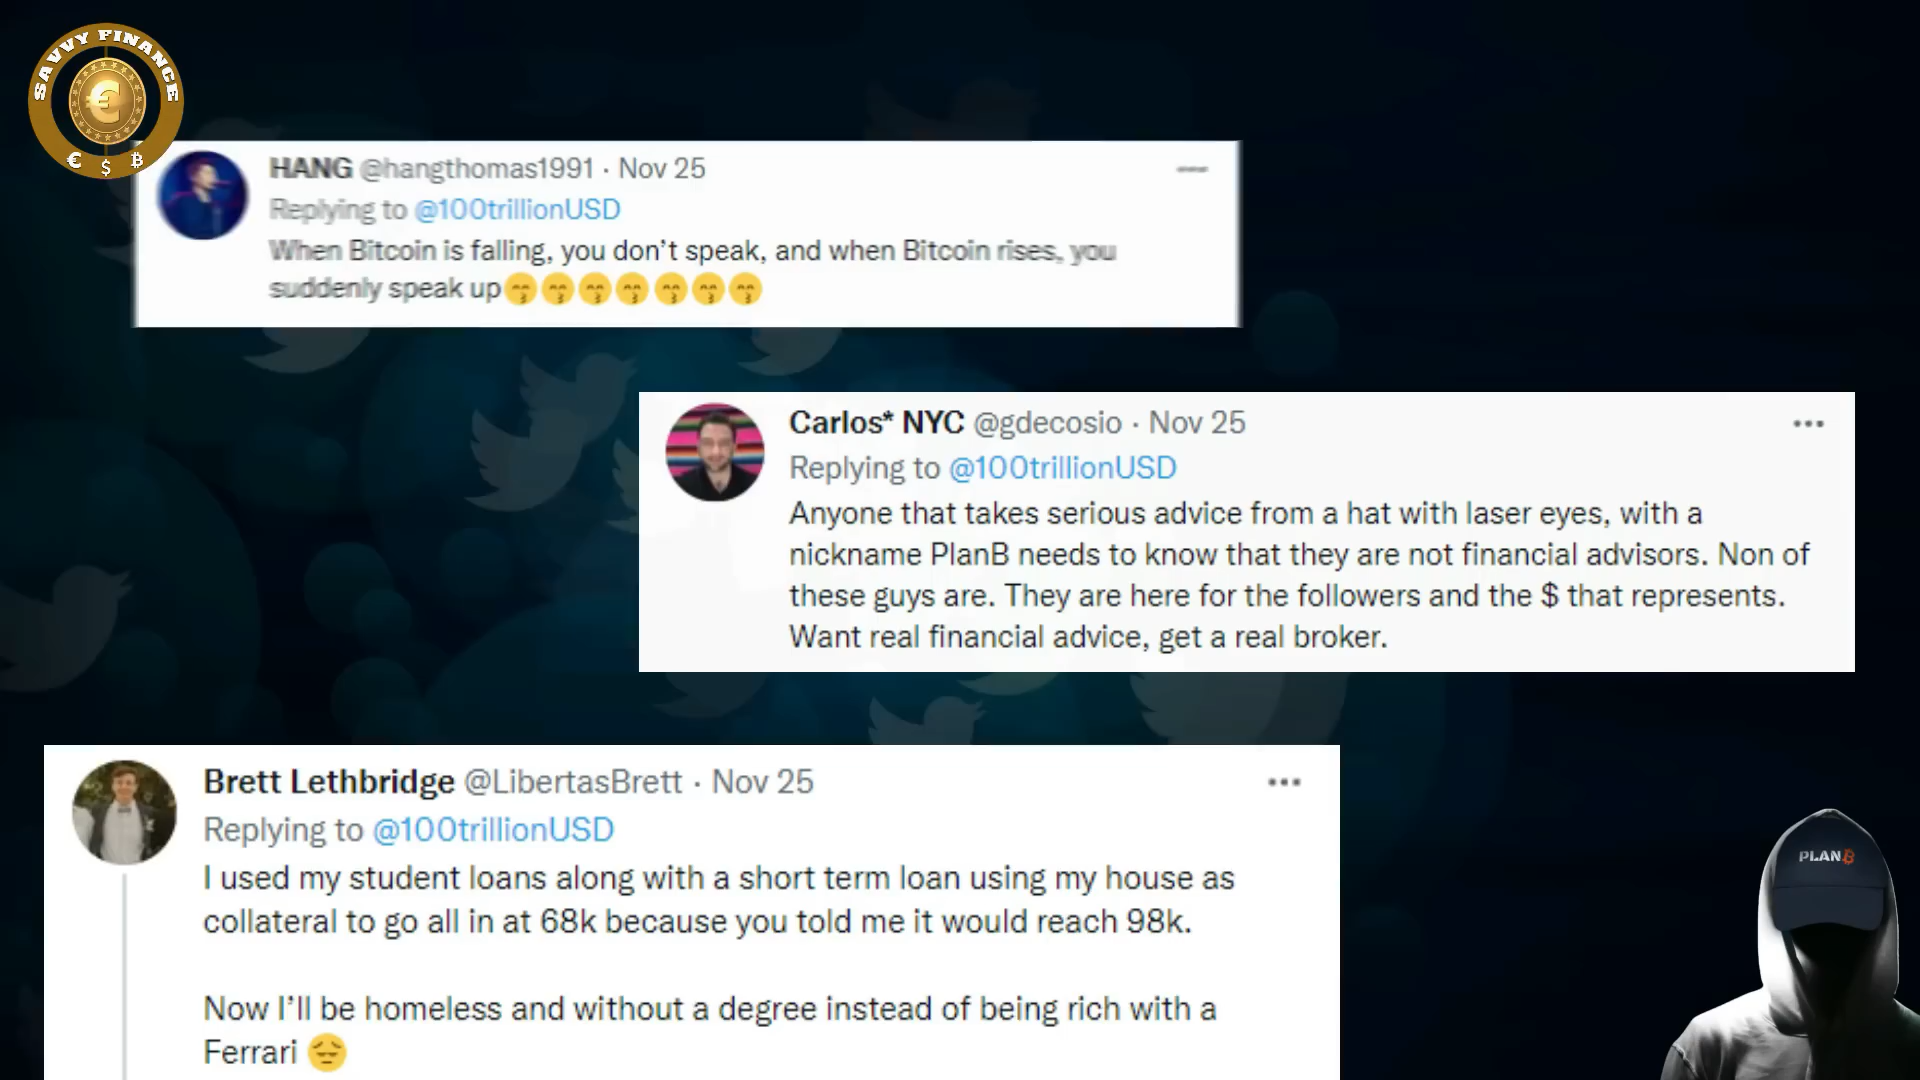 SAVVY FINANCE
€ $ ₿
HANG @hangthomas1991 · Nov 25
Replying to @100trillionUSD
When Bitcoin is falling, you don't speak, and when Bitcoin rises, you
suddenly speak up😙😙😙😙😙😙😙
Carlos* NYC @gdecosio · Nov 25
Replying to @100trillionUSD
Anyone that takes serious advice from a hat with laser eyes, with a
nickname PlanB needs to know that they are not financial advisors. Non of
these guys are. They are here for the followers and the $ that represents.
Want real financial advice, get a real broker.
Brett Lethbridge @LibertasBrett · Nov 25
Replying to @100trillionUSD
I used my student loans along with a short term loan using my house as
collateral to go all in at 68k because you told me it would reach 98k.
Now I'll be homeless and without a degree instead of being rich with a
Ferrari 😔
PLAN₿